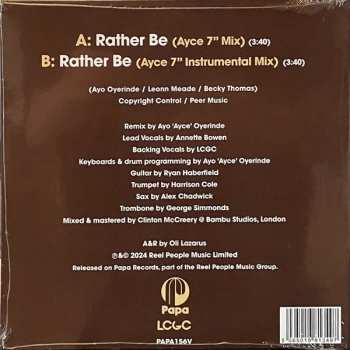 A: Rather Be (Ayce 7" Mix) (3:40)
B: Rather Be (Ayce 7" Instrumental Mix) (3:40)
(Ayo Oyerinde / Leonn Meade / Becky Thomas)
Copyright Control / Peer Music
Remix by Ayo 'Ayce' Oyerinde
Lead Vocals by Annette Bowen
Backing Vocals by LCGC
Keyboards & drum programming by Ayo 'Ayce' Oyerinde
Guitar by Ryan Haberfield
Trumpet by Harrison Cole
Sax by Alex Chadwick
Trombone by George Simmonds
Mixed & mastered by Clinton McCreery @ Bambu Studios, London
A&R by Oli Lazarus
℗&© 2024 Reel People Music Limited
Released on Papa Records, part of the Reel People Music Group.
Papa
LCGC
PAPA156V